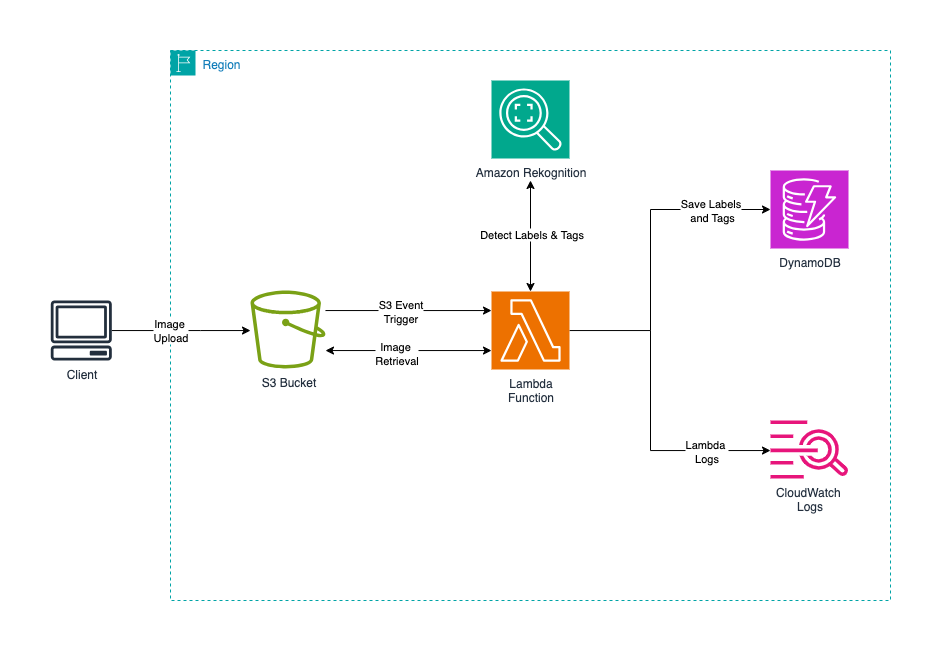 Region
Amazon Rekognition
Detect Labels & Tags
Save Labels
and Tags
DynamoDB
Client
Image
Upload
S3 Bucket
S3 Event
Trigger
Image
Retrieval
Lambda
Function
Lambda
Logs
CloudWatch
Logs